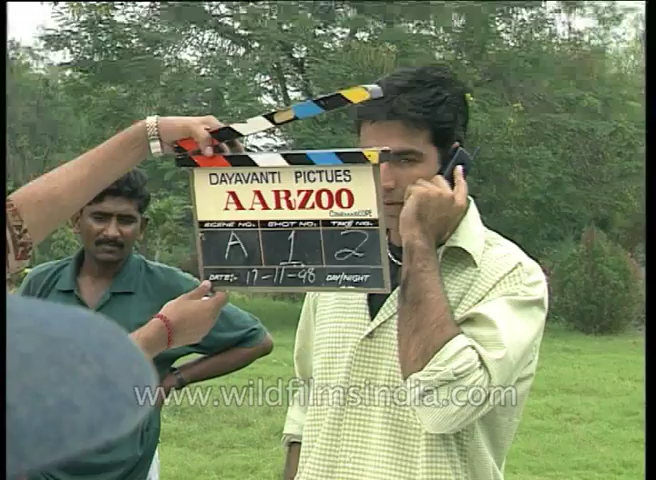 DAYAVANTI PICTUES
AARZOO
CINEMASCOPE
SCENE NO. SHOT NO. TAKE NO.
A 1 2
DATE:- 17-11-98 DAY/NIGHT
www.wildfilmsindia.com